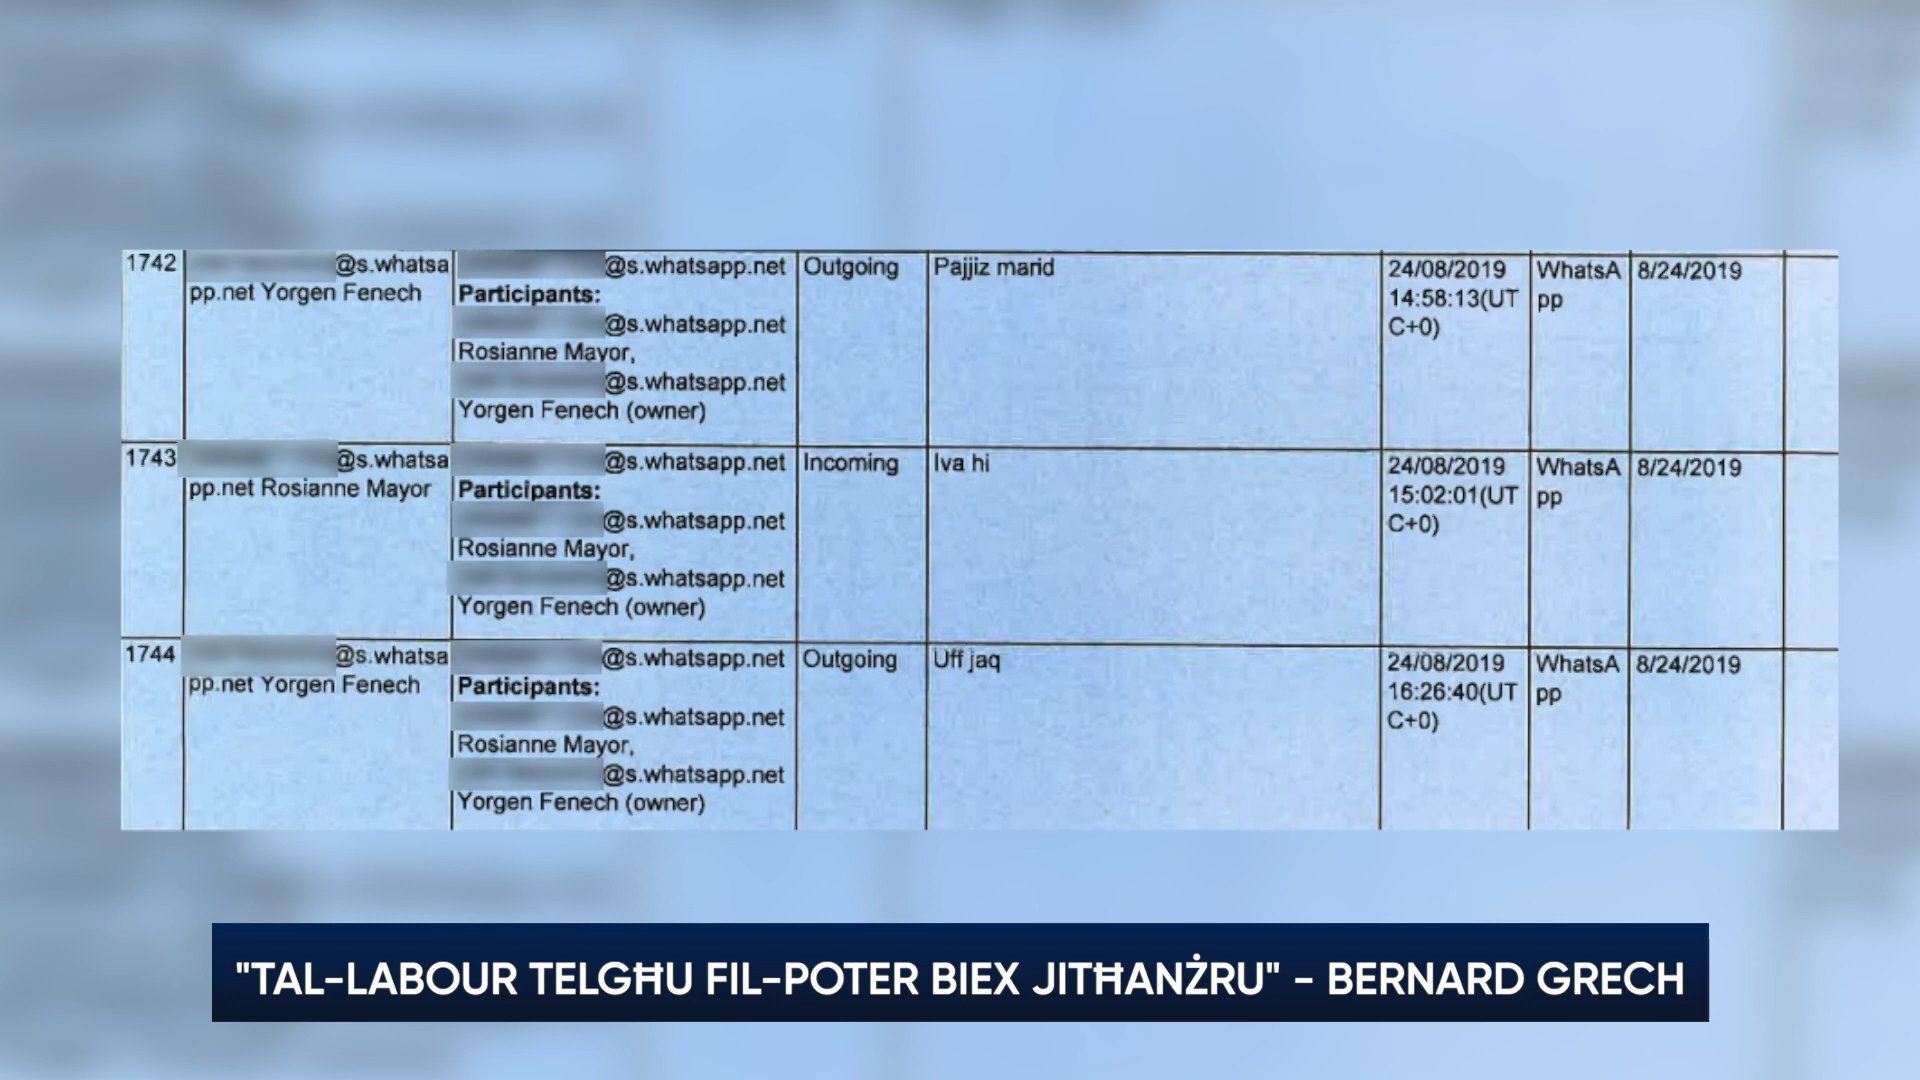 1742 @s.whatsa @s.whatsapp.net Outgoing Pajjiz marid 24/08/2019 WhatsA 8/24/2019
pp.net Yorgen Fenech Participants: 14:58:13(UT pp
@s.whatsapp.net C+0)
Rosianne Mayor,
@s.whatsapp.net
Yorgen Fenech (owner)
1743 @s.whatsa @s.whatsapp.net Incoming Iva hi 24/08/2019 WhatsA 8/24/2019
pp.net Rosianne Mayor Participants: 15:02:01(UT pp
@s.whatsapp.net C+0)
Rosianne Mayor,
@s.whatsapp.net
Yorgen Fenech (owner)
1744 @s.whatsa @s.whatsapp.net Outgoing Uff jaq 24/08/2019 WhatsA 8/24/2019
pp.net Yorgen Fenech Participants: 16:26:40(UT pp
@s.whatsapp.net C+0)
Rosianne Mayor,
@s.whatsapp.net
Yorgen Fenech (owner)
"TAL-LABOUR TELGĦU FIL-POTER BIEX JITĦANŻRU" - BERNARD GRECH